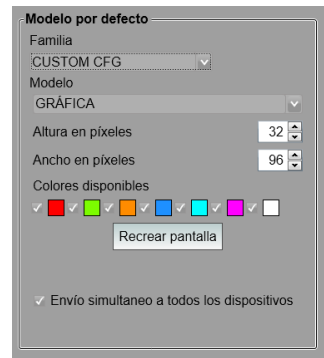 Modelo por defecto
Familia
CUSTOM CFG
Modelo
GRÁFICA
Altura en píxeles 32
Ancho en píxeles 96
Colores disponibles
Recrear pantalla
Envío simultaneo a todos los dispositivos